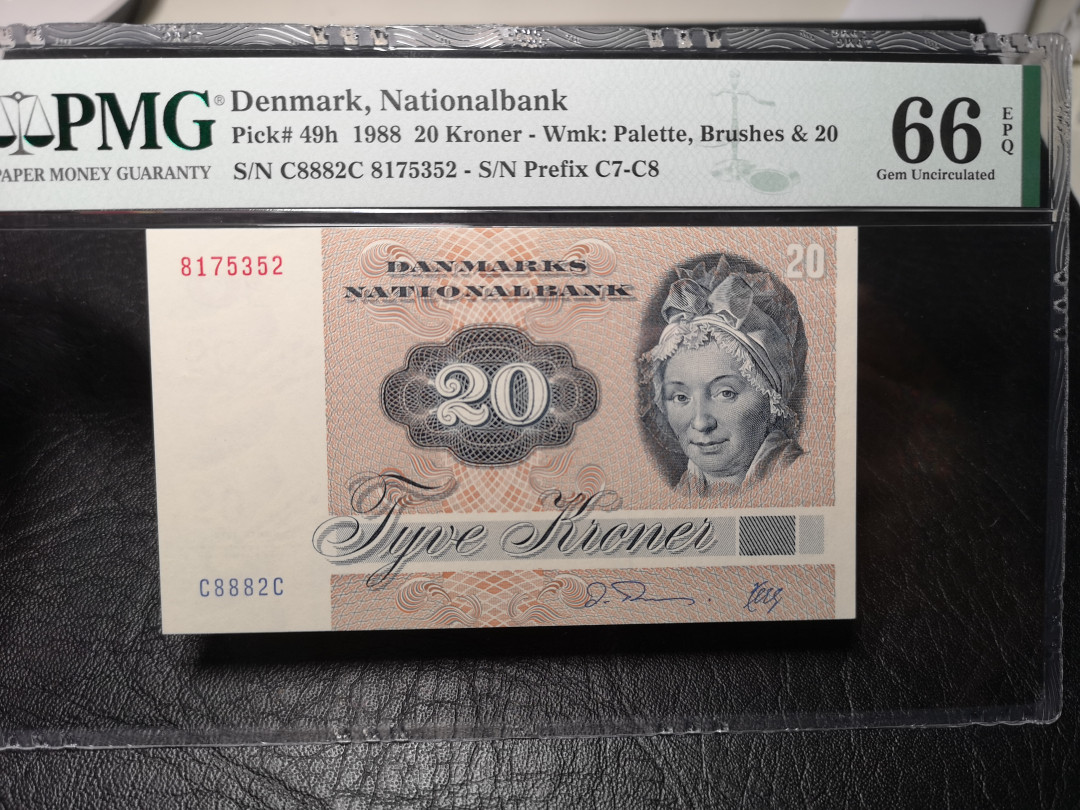 PMG®
PAPER MONEY GUARANTY
Denmark, Nationalbank
Pick# 49h 1988 20 Kroner - Wmk: Palette, Brushes & 20
S/N C8882C 8175352 - S/N Prefix C7-C8
66
EPQ
Gem Uncirculated
8175352
DANMARKS
NATIONALBANK
20
20
Tyve Kroner
C8882C